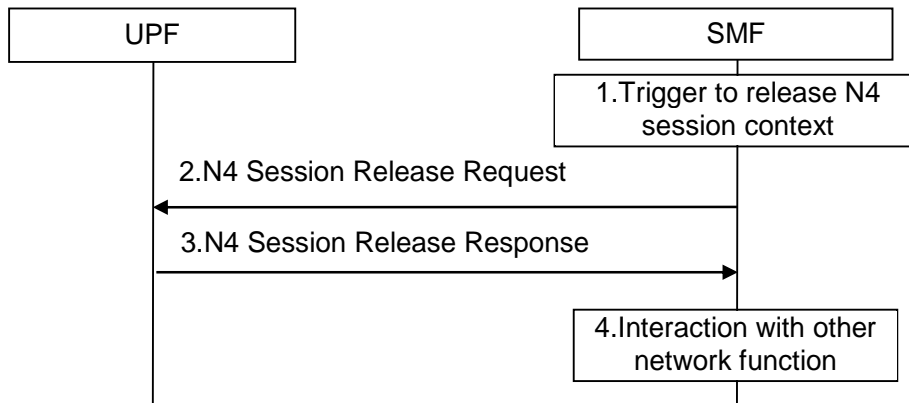 UPF
SMF
1.Trigger to release N4
session context
2.N4 Session Release Request
3.N4 Session Release Response
4.Interaction with other
network function